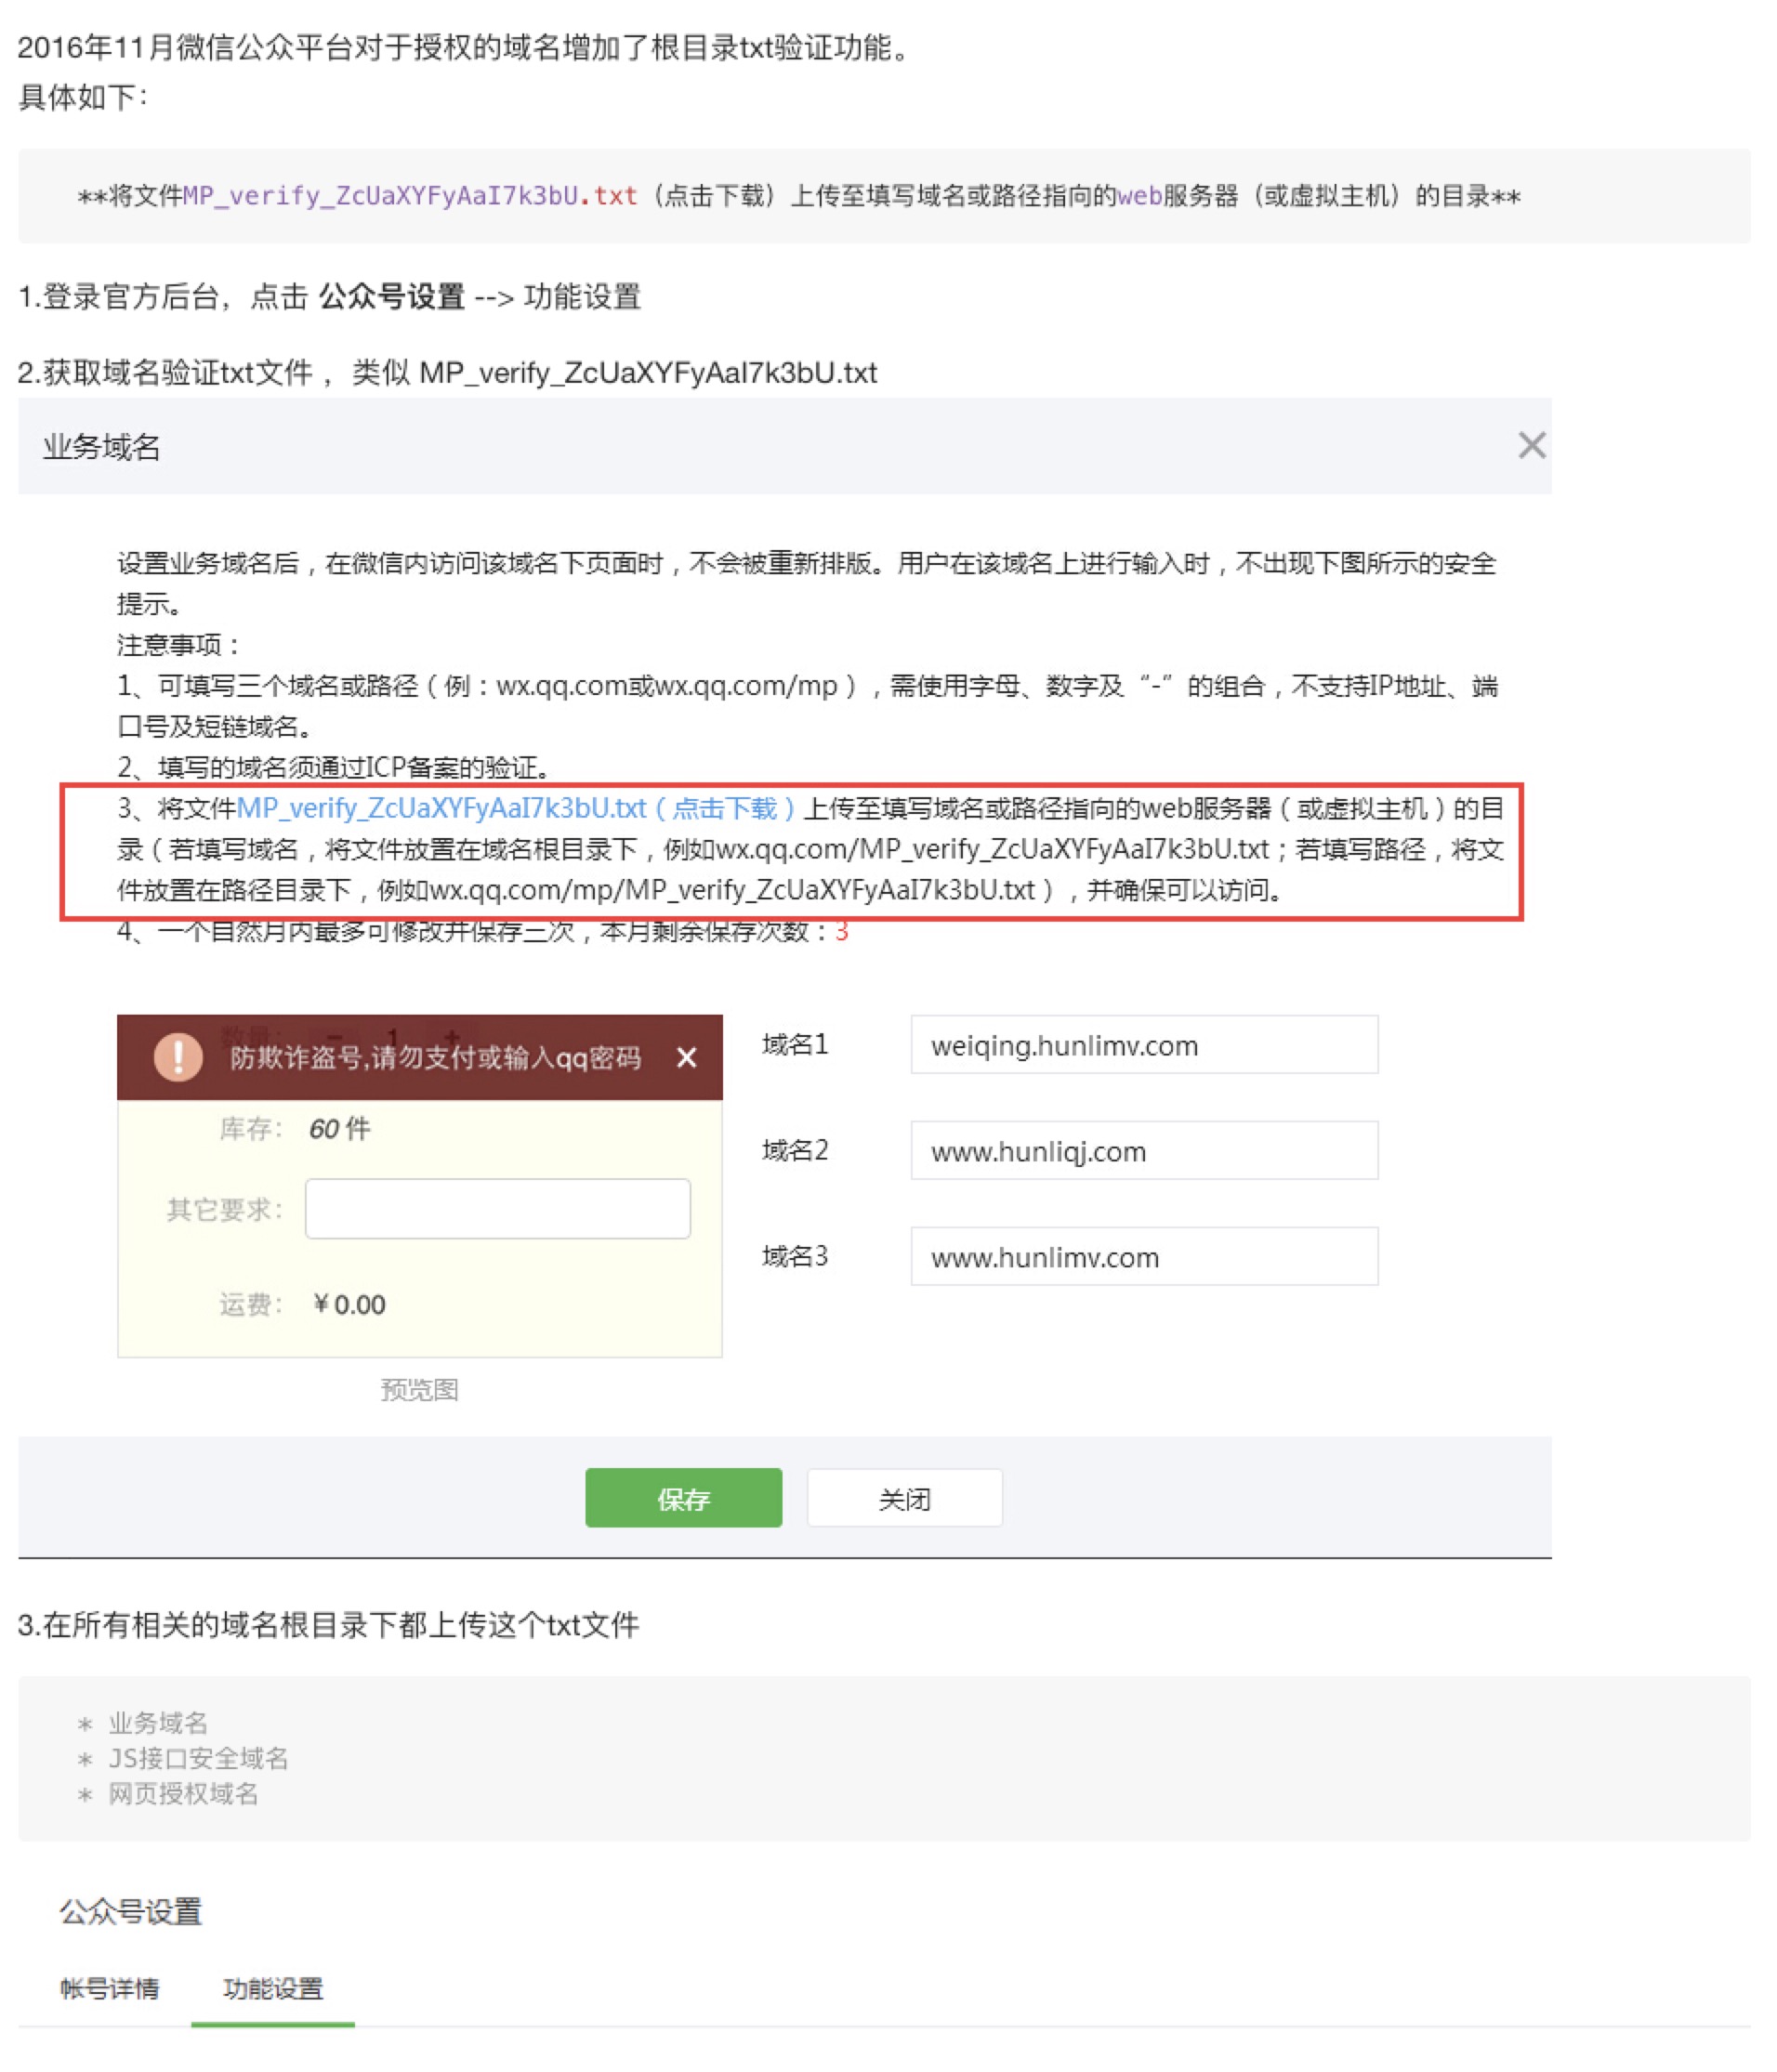 2016年11月微信公众平台对于授权的域名增加了根目录txt验证功能。
具体如下：
**将文件MP_verify_ZcUaXYFyAaI7k3bU.txt（点击下载）上传至填写域名或路径指向的web服务器（或虚拟主机）的目录**
1.登录官方后台，点击 公众号设置 --> 功能设置
2.获取域名验证txt文件 ，类似 MP_verify_ZcUaXYFyAaI7k3bU.txt
业务域名
设置业务域名后，在微信内访问该域名下页面时，不会被重新排版。用户在该域名上进行输入时，不出现下图所示的安全
提示。
注意事项：
1、可填写三个域名或路径（例：wx.qq.com或wx.qq.com/mp），需使用字母、数字及“-”的组合，不支持IP地址、端
口号及短链域名。
2、填写的域名须通过ICP备案的验证。
3、将文件MP_verify_ZcUaXYFyAaI7k3bU.txt（点击下载）上传至填写域名或路径指向的web服务器（或虚拟主机）的目
录（若填写域名，将文件放置在域名根目录下，例如wx.qq.com/MP_verify_ZcUaXYFyAaI7k3bU.txt；若填写路径，将文
件放置在路径目录下，例如wx.qq.com/mp/MP_verify_ZcUaXYFyAaI7k3bU.txt），并确保可以访问。
4、一个自然月内最多可修改并保存三次，本月剩余保存次数：3
数量： − 1 +
防欺诈盗号,请勿支付或输入qq密码
库存： 60 件
其它要求：
运费： ¥0.00
预览图
域名1 weiqing.hunlimv.com
域名2 www.hunliqj.com
域名3 www.hunlimv.com
保存 关闭
3.在所有相关的域名根目录下都上传这个txt文件
* 业务域名
* JS接口安全域名
* 网页授权域名
公众号设置
帐号详情 功能设置